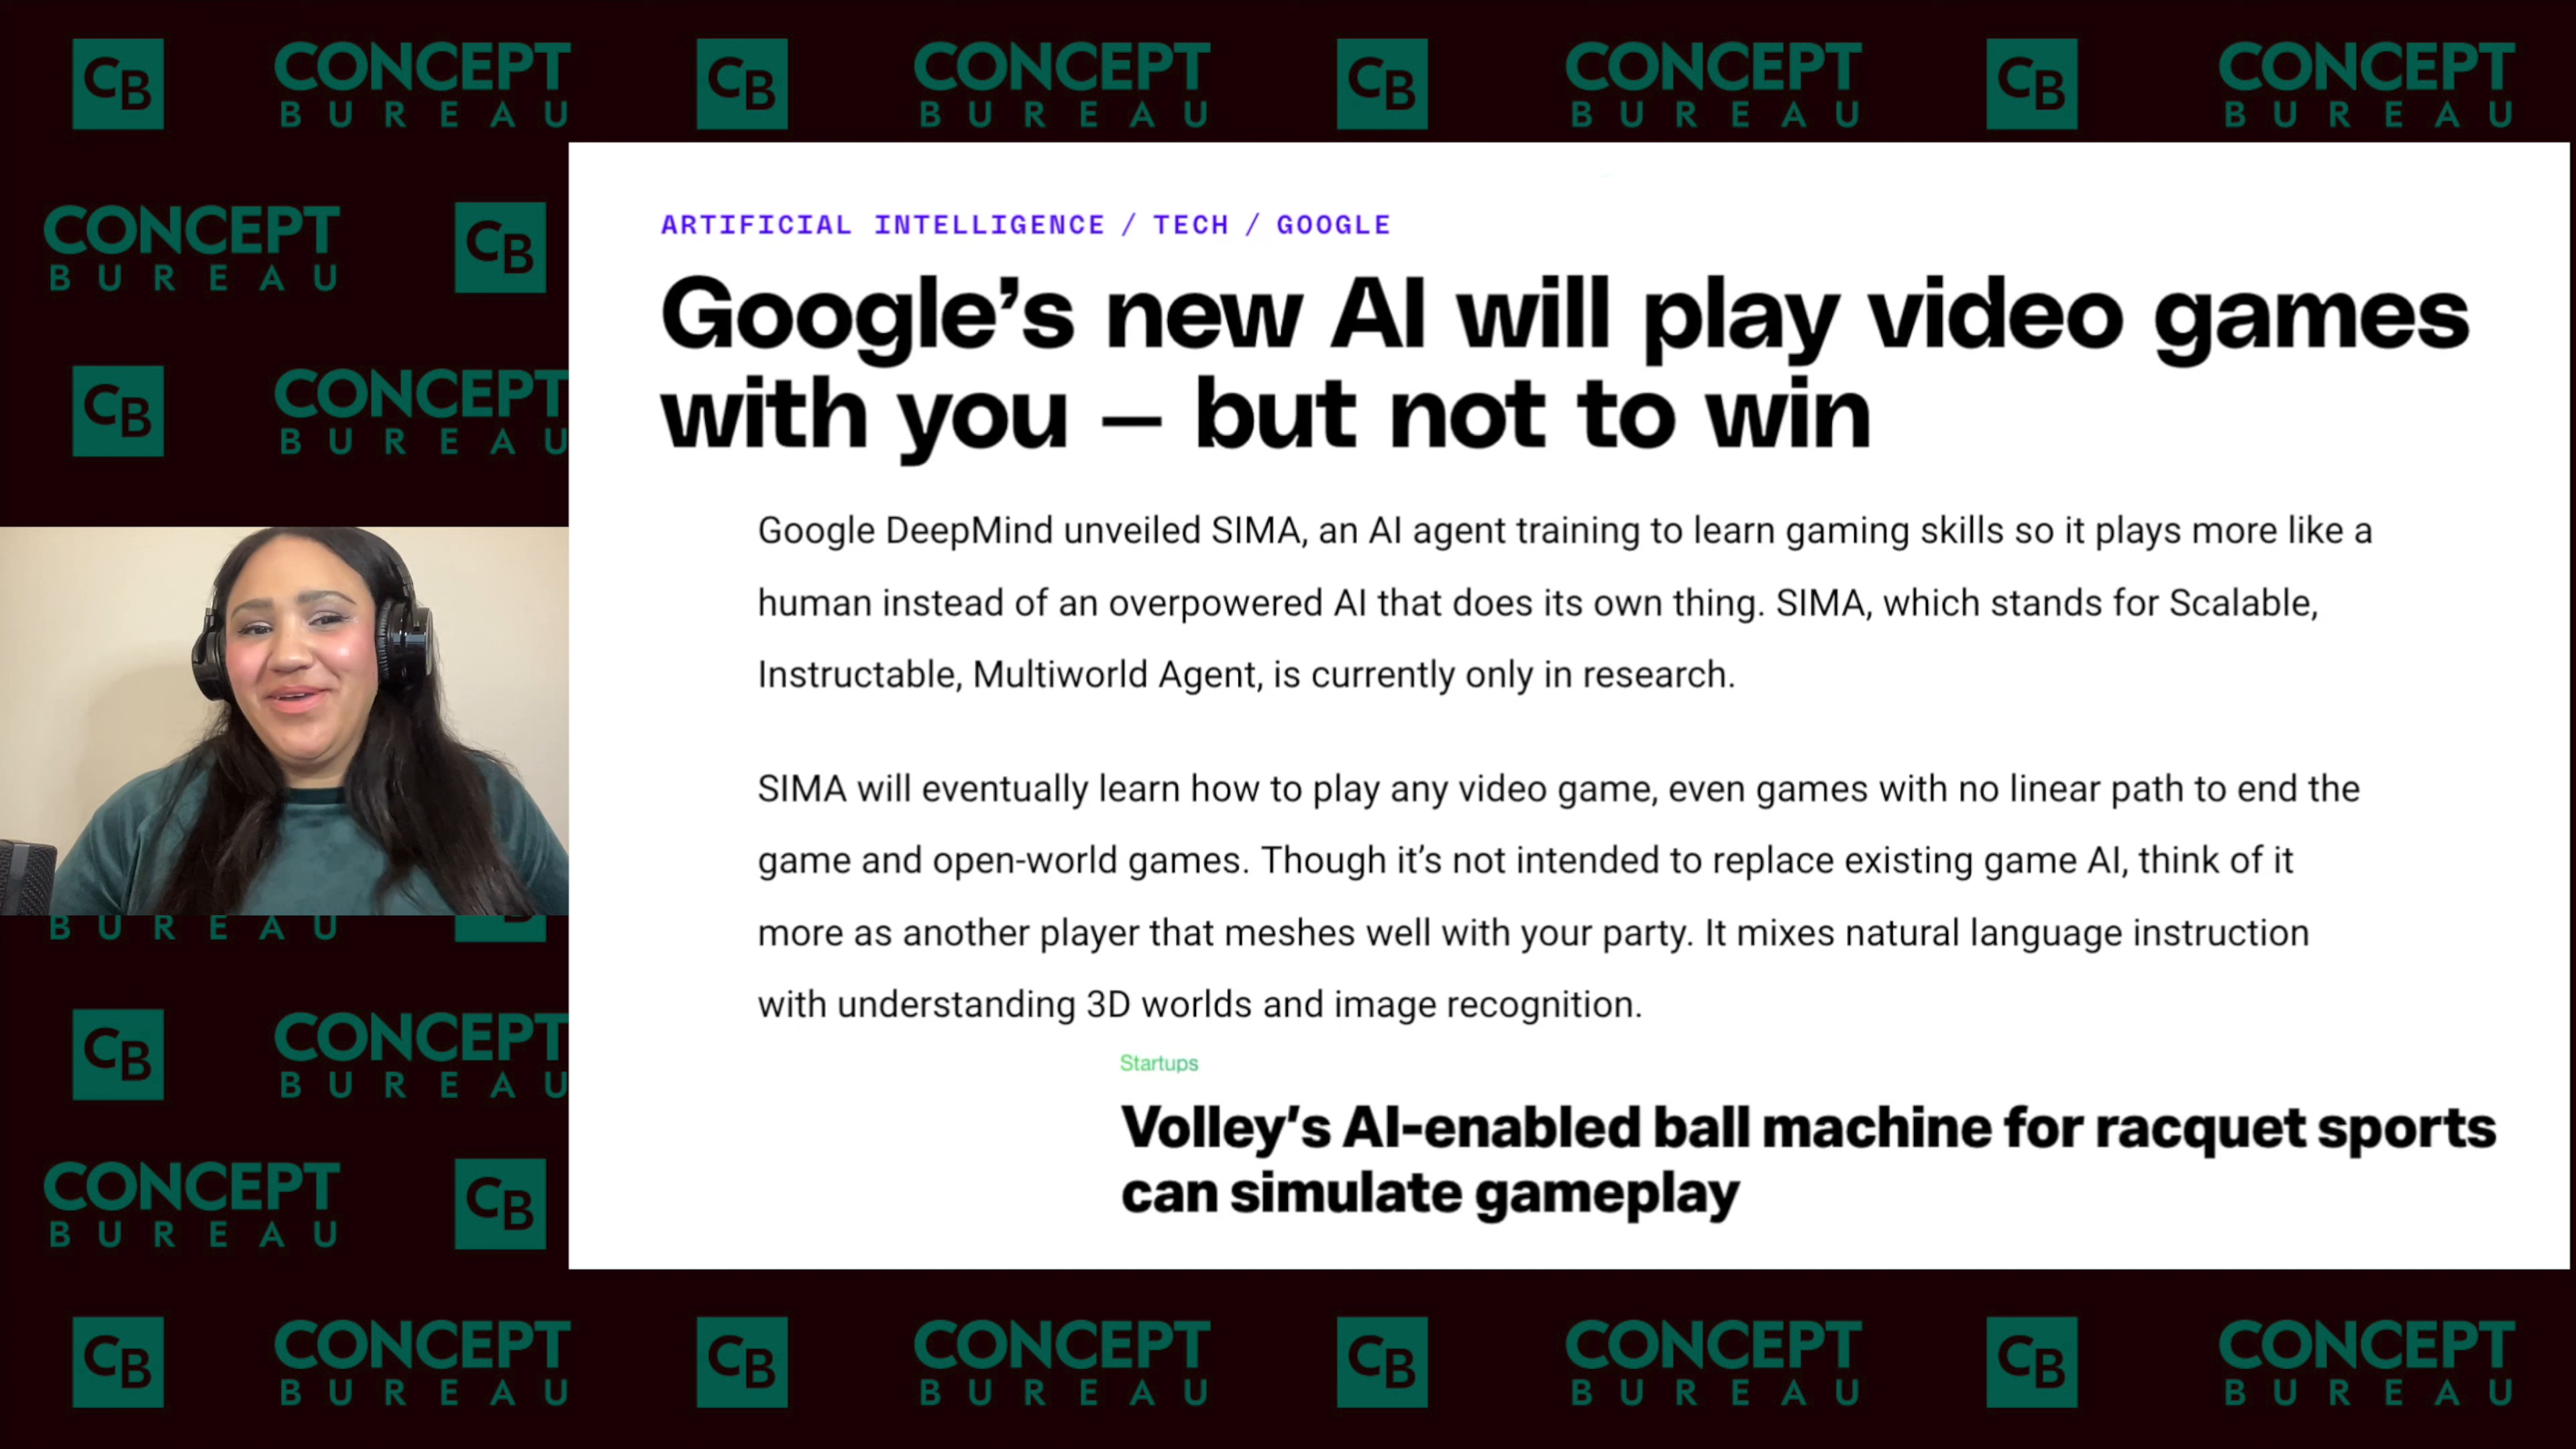 CB CONCEPT BUREAU CB CONCEPT BUREAU CB CONCEPT BUREAU CB CONCEPT BUREAU
CONCEPT BUREAU CB
CB CONCEPT BUREAU
ARTIFICIAL INTELLIGENCE / TECH / GOOGLE
Google’s new AI will play video games
with you — but not to win
Google DeepMind unveiled SIMA, an AI agent training to learn gaming skills so it plays more like a
human instead of an overpowered AI that does its own thing. SIMA, which stands for Scalable,
Instructable, Multiworld Agent, is currently only in research.
SIMA will eventually learn how to play any video game, even games with no linear path to end the
game and open-world games. Though it’s not intended to replace existing game AI, think of it
more as another player that meshes well with your party. It mixes natural language instruction
with understanding 3D worlds and image recognition.
Startups
Volley’s AI-enabled ball machine for racquet sports
can simulate gameplay
BUREAU
CB CONCEPT BUREAU
CONCEPT BUREAU CB
CB CONCEPT BUREAU CB CONCEPT BUREAU CB CONCEPT BUREAU CB CONCEPT BUREAU